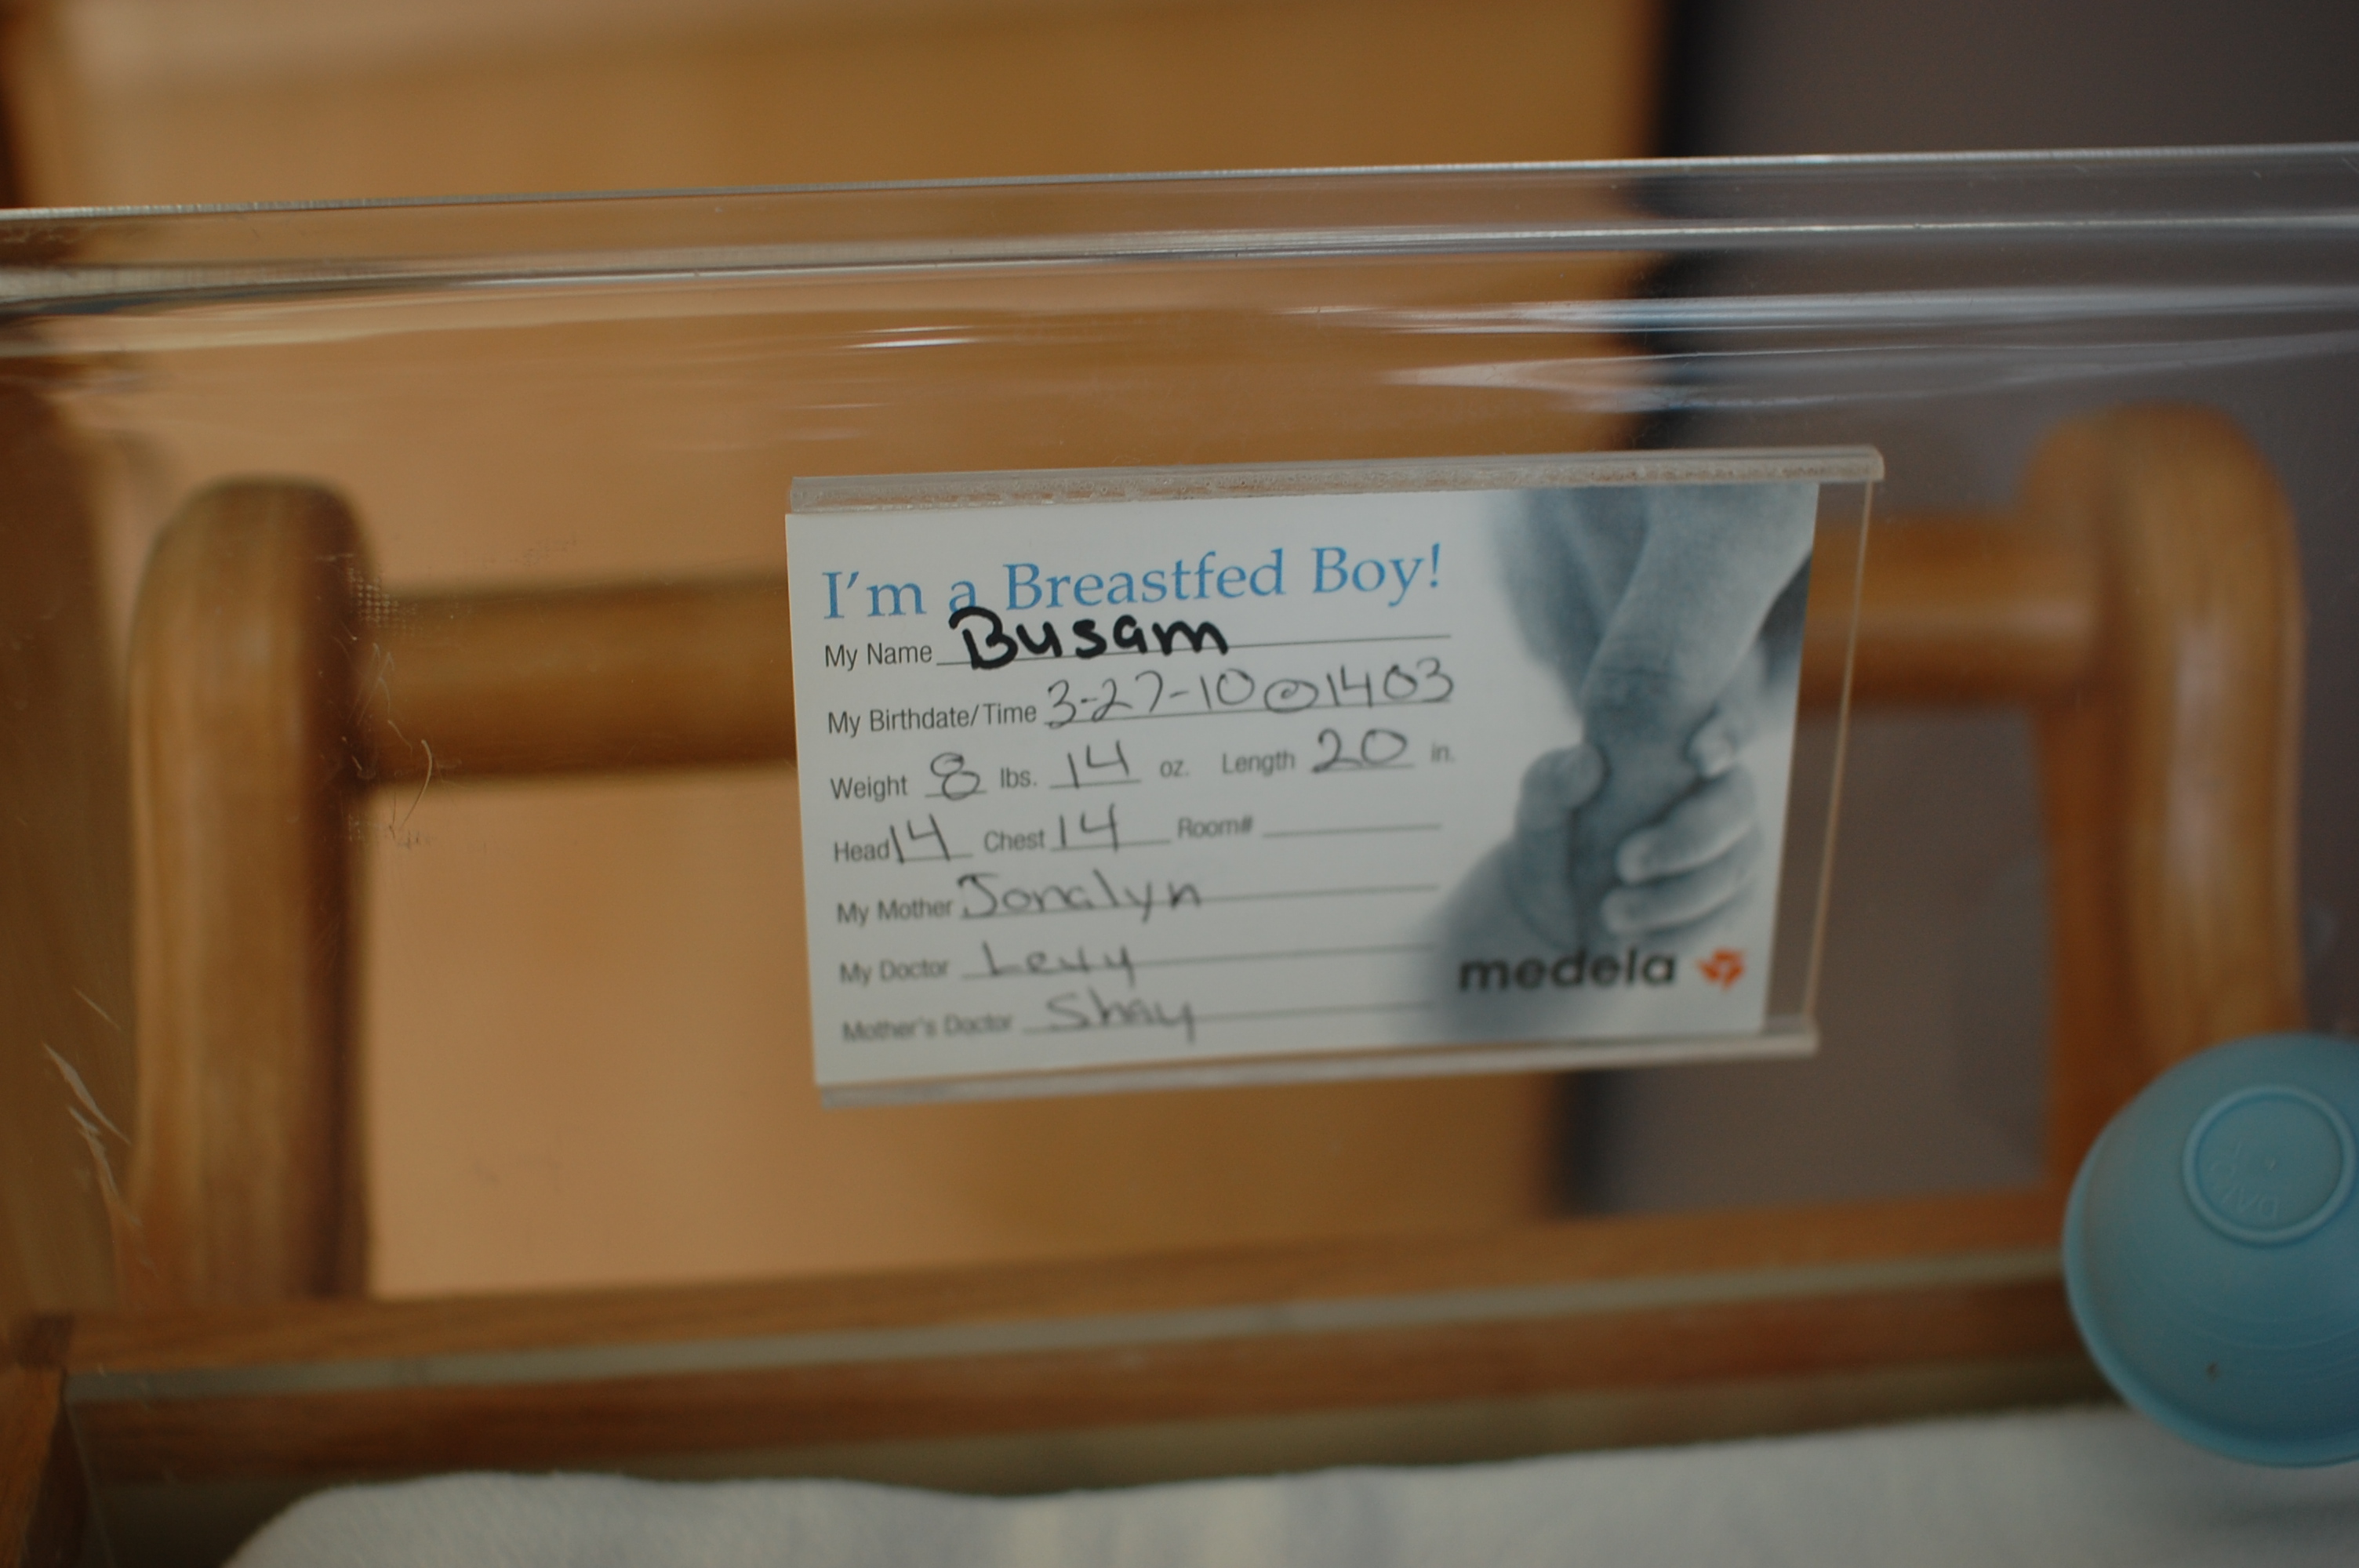 I'm a Breastfed Boy!
My Name Busam
My Birthdate/Time 3-27-10@1403
Weight 8 lbs. 14 oz. Length 20 in.
Head 14 Chest 14 Room#
My Mother Jonalyn
My Doctor Levy
Mother's Doctor Shay
medela